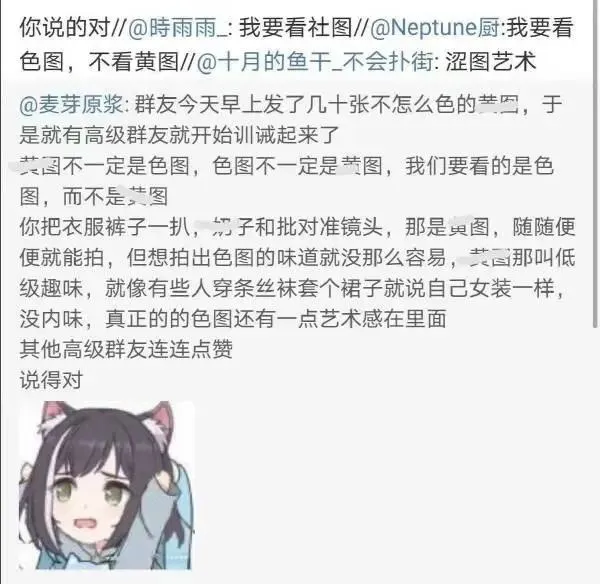 你说的对//@時雨雨_: 我要看社图//@Neptune厨:我要看
色图，不看黄图//@十月的鱼干_不会扑街: 涩图艺术
@麦芽原浆: 群友今天早上发了几十张不怎么色的黄图，于
是就有高级群友就开始训诫起来了
黄图不一定是色图，色图不一定是黄图，我们要看的是色
图，而不是黄图
你把衣服裤子一扒，奶子和批对准镜头，那是黄图，随随便
便就能拍，但想拍出色图的味道就没那么容易，黄图那叫低
级趣味，就像有些人穿条丝袜套个裙子就说自己女装一样，
没内味，真正的的色图还有一点艺术感在里面
其他高级群友连连点赞
说得对